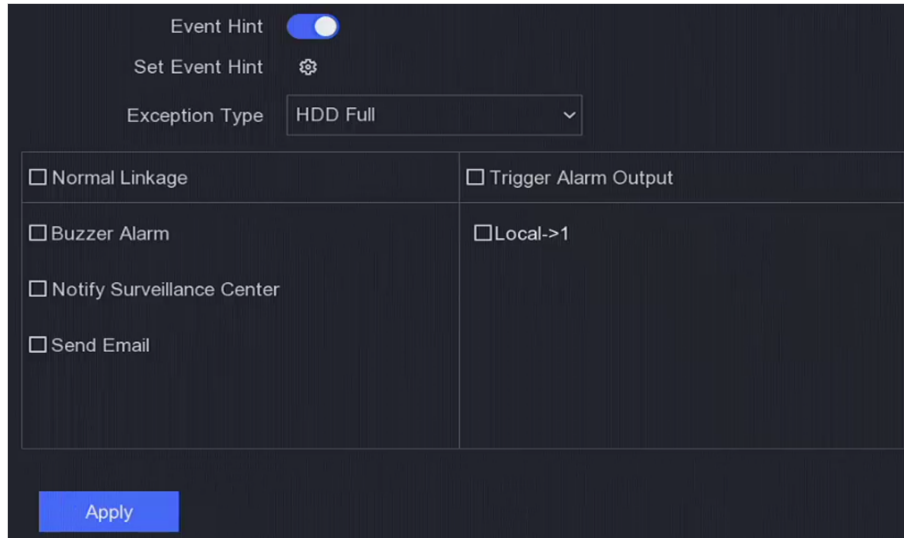 Event Hint
Set Event Hint
Exception Type HDD Full
Normal Linkage Trigger Alarm Output
Buzzer Alarm Local->1
Notify Surveillance Center
Send Email
Apply